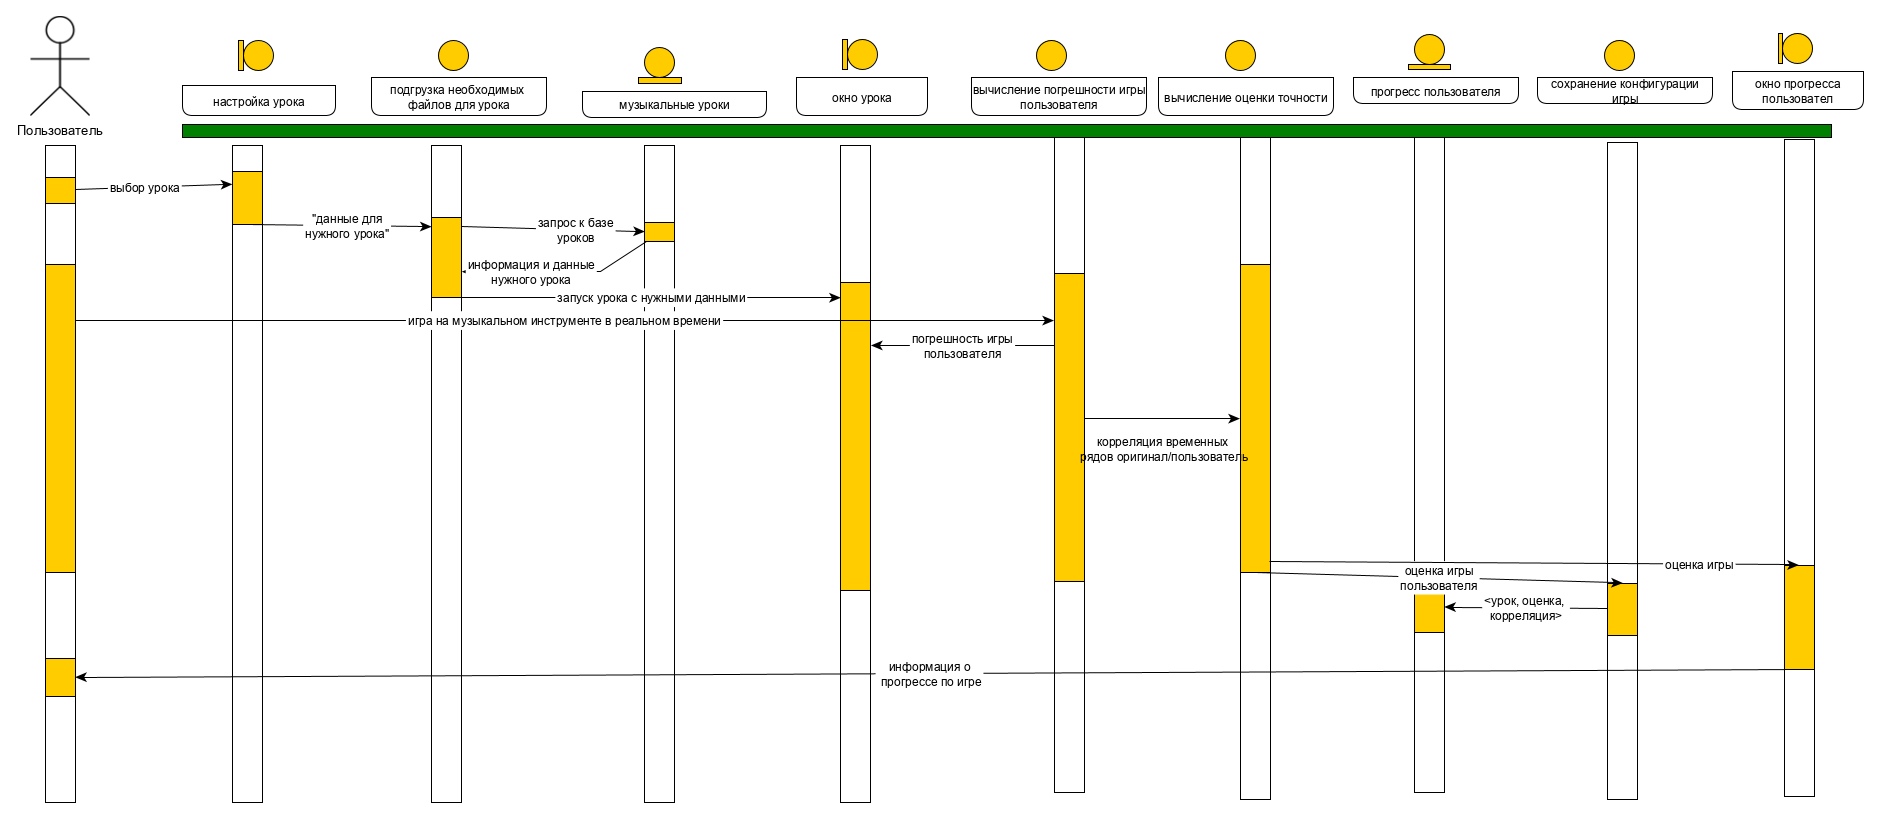 Пользователь
настройка урока
подгрузка необходимых
файлов для урока
музыкальные уроки
окно урока
вычисление погрешности игры
пользователя
вычисление оценки точности
прогресс пользователя
сохранение конфигурации
игры
окно прогресса
пользовател
выбор урока
"данные для
нужного урока"
запрос к базе
уроков
информация и данные
нужного урока
запуск урока с нужными данными
игра на музыкальном инструменте в реальном времени
погрешность игры
пользователя
корреляция временных
рядов оригинал/пользователь
оценка игры
оценка игры
пользователя
<урок, оценка,
корреляция>
информация о
прогрессе по игре